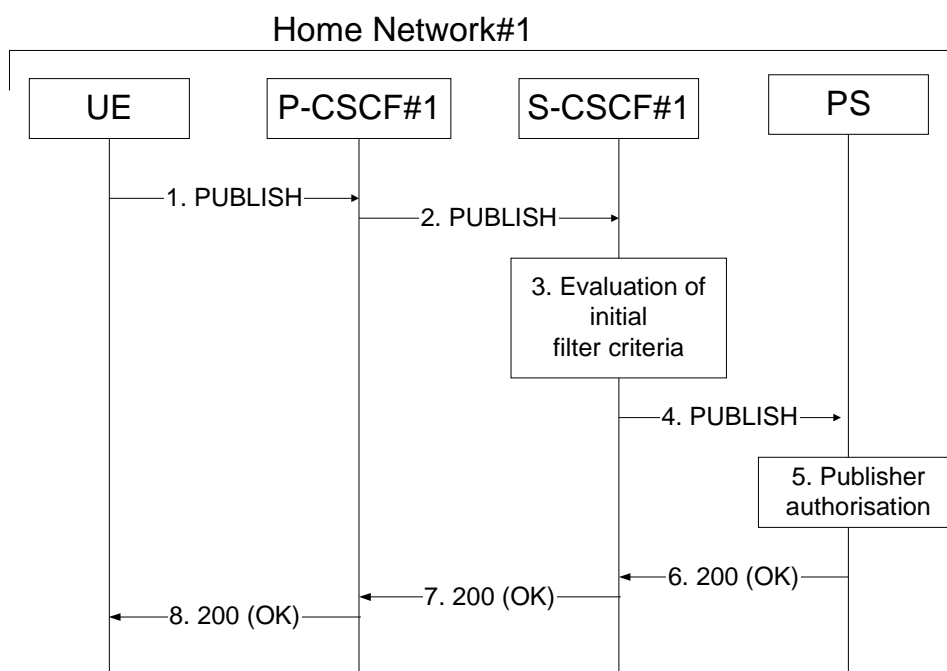 Home Network#1
UE
P-CSCF#1
S-CSCF#1
PS
1. PUBLISH
2. PUBLISH
3. Evaluation of
initial
filter criteria
4. PUBLISH
5. Publisher
authorisation
6. 200 (OK)
7. 200 (OK)
8. 200 (OK)